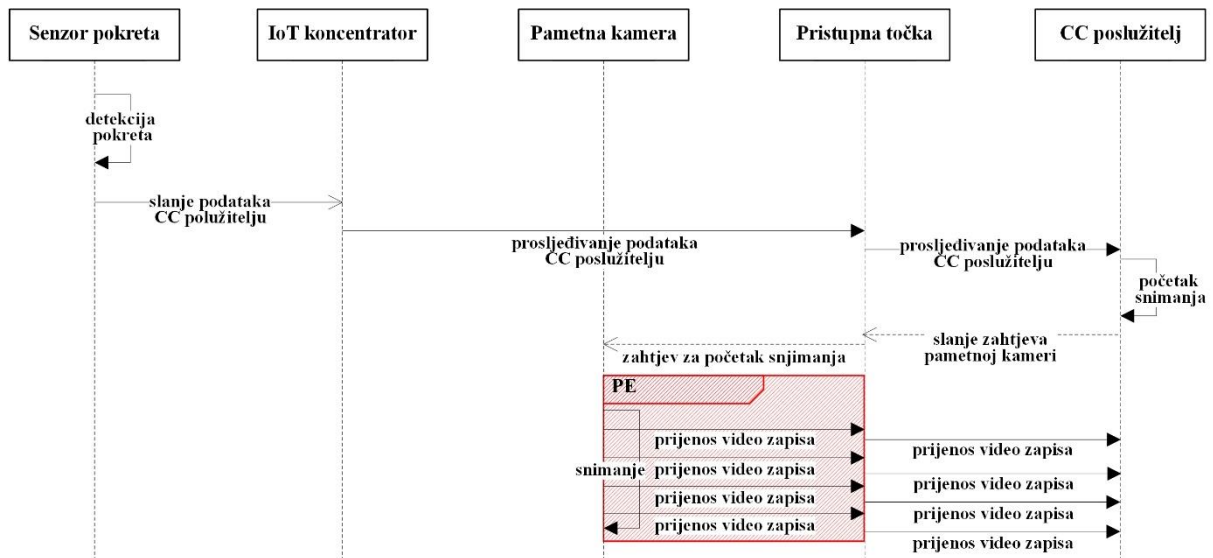 Senzor pokreta
IoT koncentrator
Pametna kamera
Pristupna točka
CC poslužitelj
detekcija
pokreta
slanje podataka
CC polužitelju
prosljeđivanje podataka
CC poslužitelju
prosljeđivanje podataka
CC poslužitelju
početak
snimanja
slanje zahtjeva
pametnoj kameri
zahtjev za početak snjimanja
PE
prijenos video zapisa
prijenos video zapisa
snimanje
prijenos video zapisa
prijenos video zapisa
prijenos video zapisa
prijenos video zapisa
prijenos video zapisa
prijenos video zapisa